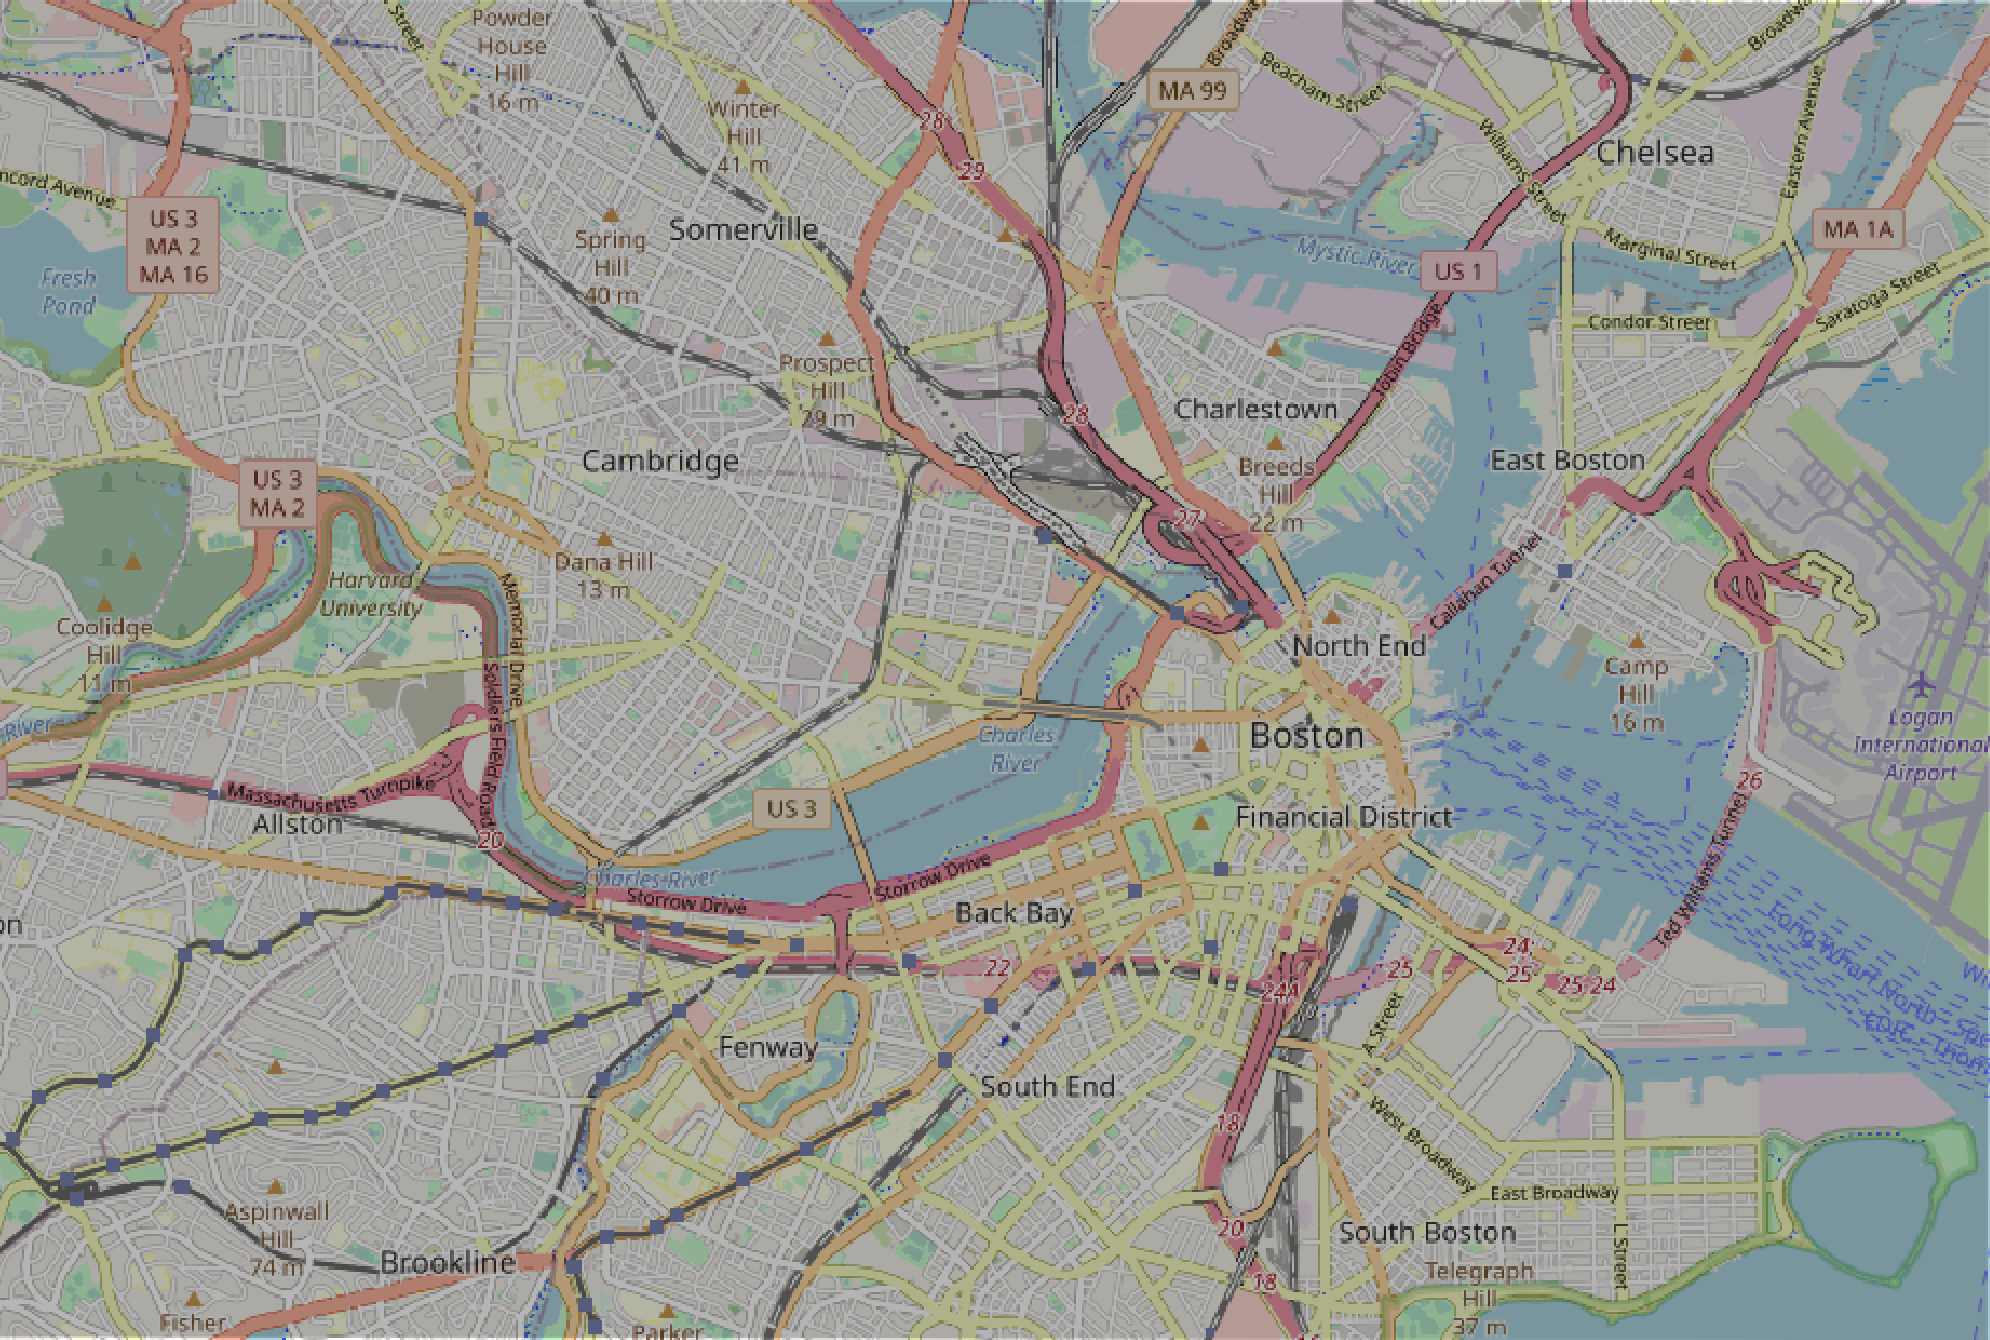 Powder
House
Hill
16 m
Street
Broadway
Broadway
Beacham Street
MA 99
Winter
Hill
41 m
28
29
Williams Street
Chelsea
Eastern Avenue
ncord Avenue
US 3
MA 2
MA 16
Somerville
Spring
Hill
40 m
Mystic River
US 1
Marginal Street
MA 1A
Fresh
Pond
Saratoga Street
Condor Street
Tobin Bridge
Prospect
Hill
29 m
28
Charlestown
Cambridge
Breeds
Hill
22 m
East Boston
US 3
MA 2
27
Dana Hill
13 m
Harvard
University
Memorial Drive
Callahan Tunnel
Coolidge
Hill
11 m
North End
Camp
Hill
16 m
Soldiers Field Road
River
Charles
River
Boston
Logan
International
Airport
26
Massachusetts Turnpike
US 3
Allston
20
Financial District
Ted Williams Tunnel
Charles River
Storrow Drive
Storrow Drive
Back Bay
on
22
24A
25
24
25
25
24
Long Wharf North
A Street
Fenway
South End
18
West Broadway
East Broadway
L Street
Aspinwall
Hill
74 m
Brookline
20
South Boston
18
Telegraph
Hill
37 m
Fisher
Parker